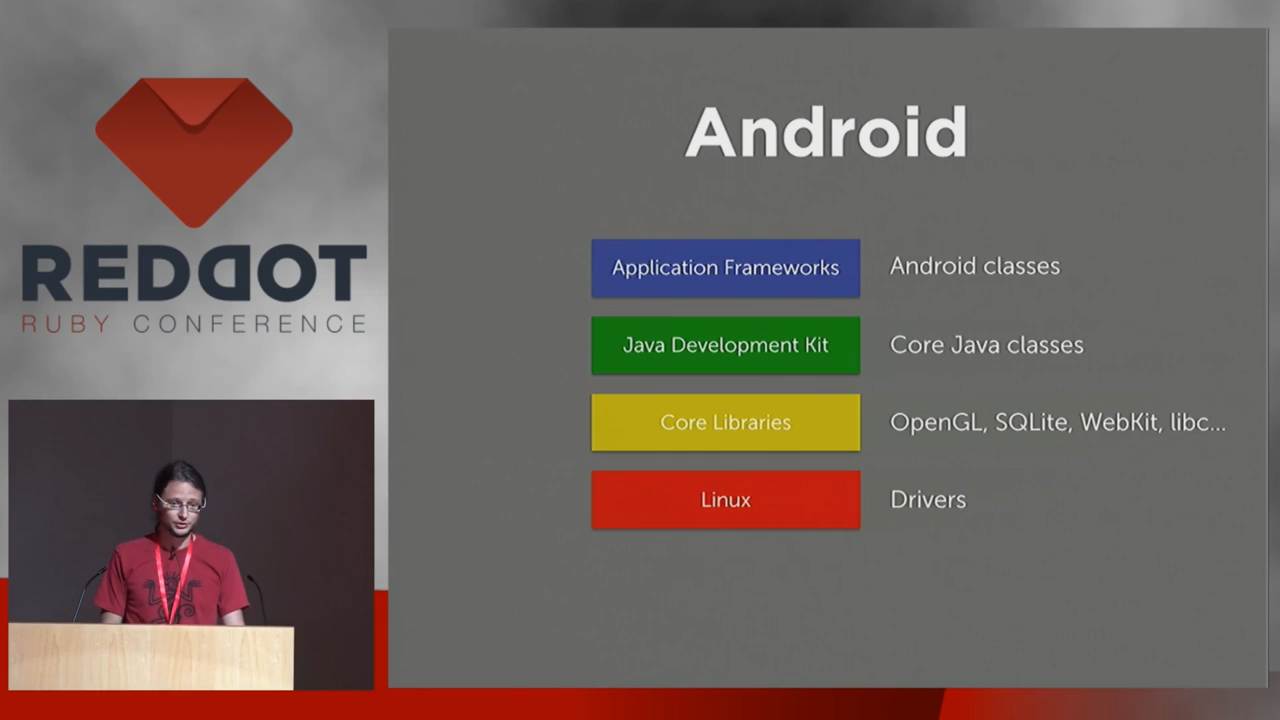 REDDOT
RUBY CONFERENCE
Android
Application Frameworks Android classes
Java Development Kit Core Java classes
Core Libraries OpenGL, SQLite, WebKit, libc...
Linux Drivers